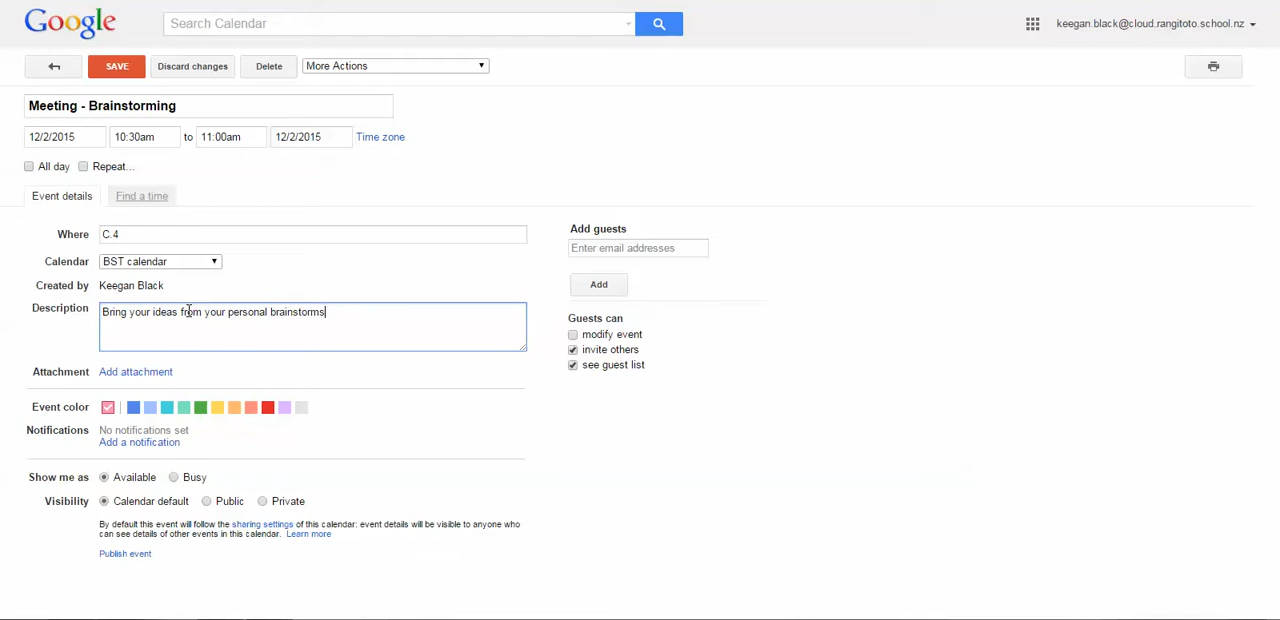 Google
Search Calendar
keegan.black@cloud.rangitoto.school.nz
SAVE
Discard changes
Delete
More Actions
Meeting - Brainstorming
12/2/2015 10:30am to 11:00am 12/2/2015 Time zone
All day Repeat...
Event details Find a time
Where C.4
Calendar BST calendar
Created by Keegan Black
Description Bring your ideas from your personal brainstorms
Attachment Add attachment
Event color
Notifications No notifications set
Add a notification
Show me as Available Busy
Visibility Calendar default Public Private
By default this event will follow the sharing settings of this calendar: event details will be visible to anyone who
can see details of other events in this calendar. Learn more
Publish event
Add guests
Enter email addresses
Add
Guests can
modify event
invite others
see guest list